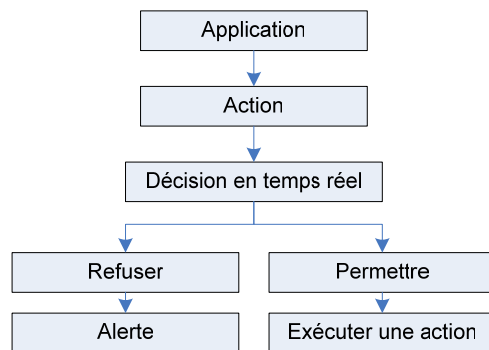 Application
Action
Décision en temps réel
Refuser
Permettre
Alerte
Exécuter une action